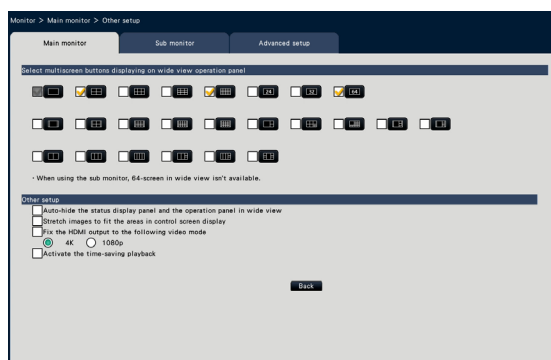 Monitor > Main monitor > Other setup
Main monitor Sub monitor Advanced setup
Select multiscreen buttons displaying on wide view operation panel
24 32 64
・When using the sub monitor, 64-screen in wide view isn't available.
Other setup
Auto-hide the status display panel and the operation panel in wide view
Stretch images to fit the areas in control screen display
Fix the HDMI output to the following video mode
4K 1080p
Activate the time-saving playback
Back